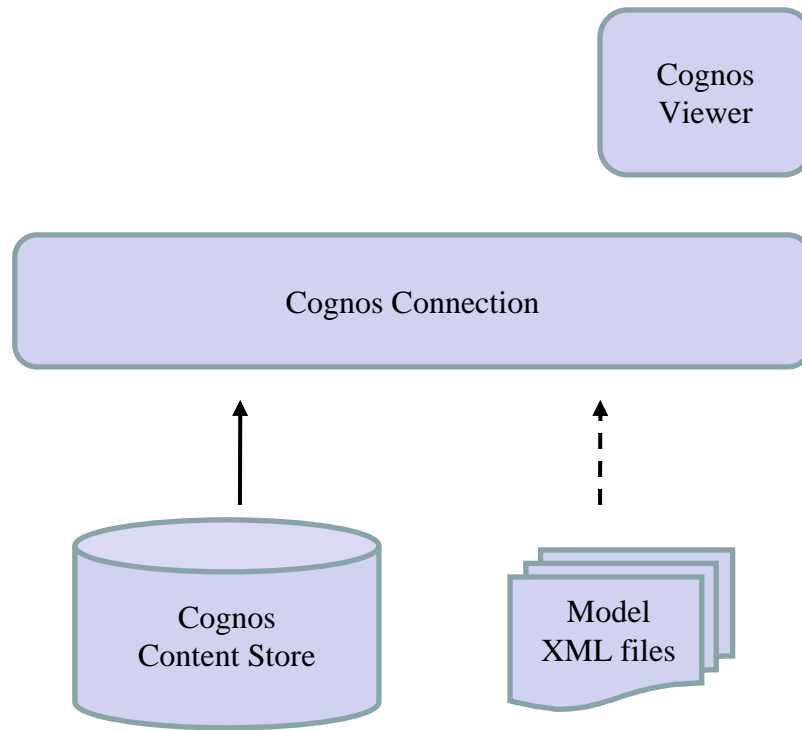 Cognos
Viewer
Cognos Connection
Cognos
Content Store
Model
XML files